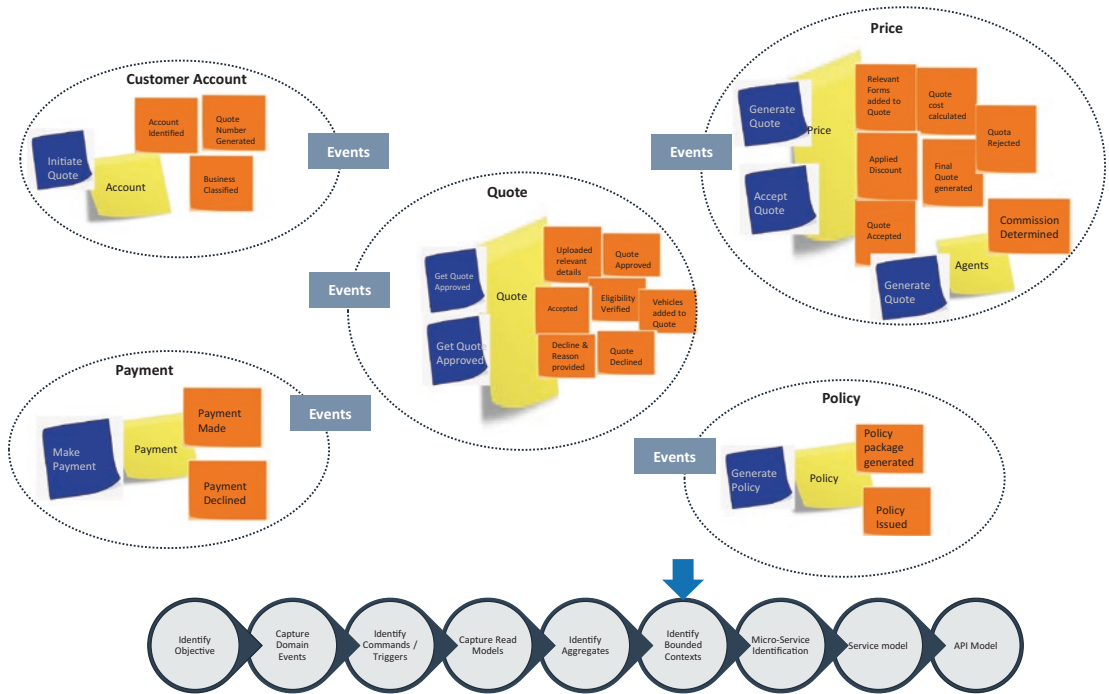 Customer Account
Initiate
Quote
Account
Account
Identified
Quote
Number
Generated
Business
Classified
Events
Price
Generate
Quote
Accept
Quote
Price
Relevant
Forms
added to
Quote
Quote
cost
calculated
Quota
Rejected
Applied
Discount
Final
Quote
generated
Quote
Accepted
Commission
Determined
Generate
Quote
Agents
Events
Quote
Get Quote
Approved
Get Quote
Approved
Quote
Uploaded
relevant
details
Quote
Approved
Accepted
Eligibility
Verified
Vehicles
added to
Quote
Decline &
Reason
provided
Quote
Declined
Events
Payment
Make
Payment
Payment
Payment
Made
Payment
Declined
Events
Policy
Generate
Policy
Policy
Policy
package
generated
Policy
Issued
Events
Identify
Objective
Capture
Domain
Events
Identify
Commands /
Triggers
Capture Read
Models
Identify
Aggregates
Identify
Bounded
Contexts
Micro-Service
Identification
Service model
API Model